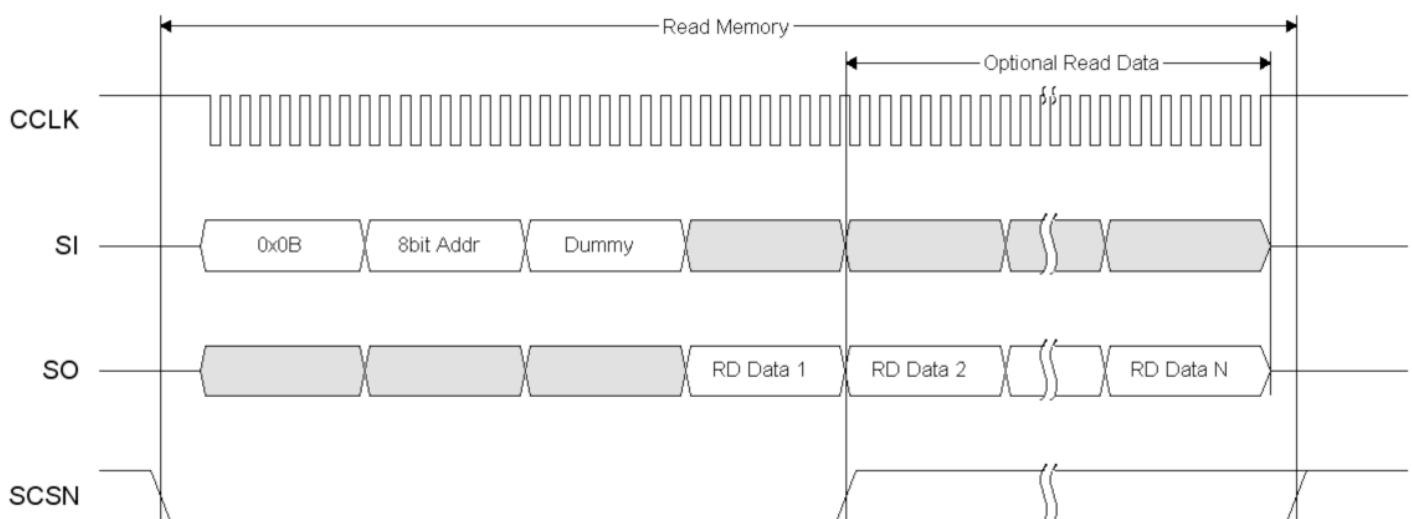 Read Memory
Optional Read Data
CCLK
SI 0x0B 8bit Addr Dummy
SO RD Data 1 RD Data 2 RD Data N
SCSN